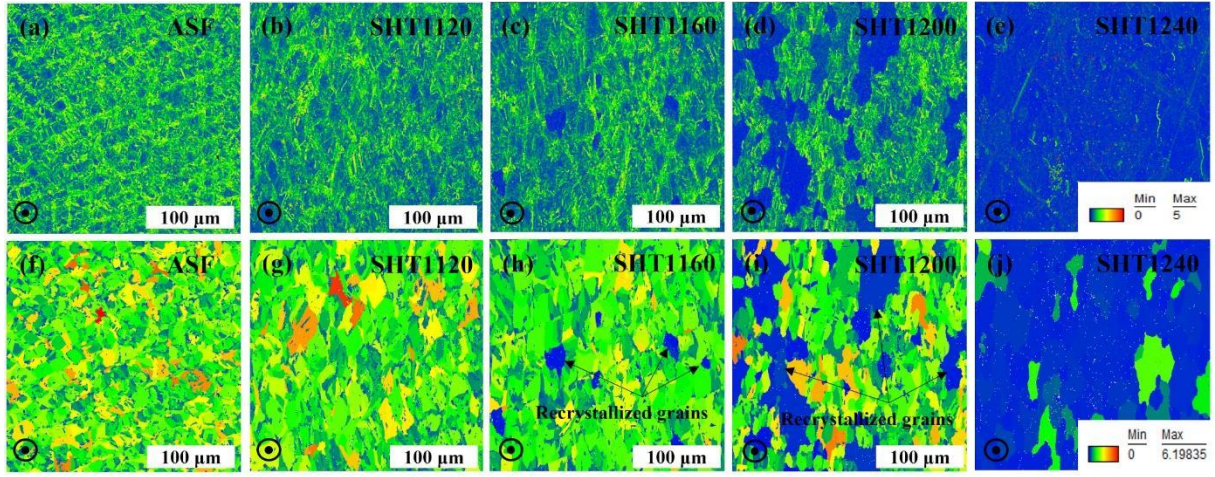 (a) ASF
(b) SHT1120
(c) SHT1160
(d) SHT1200
(e) SHT1240
100 µm
100 µm
100 µm
100 µm
Min Max
0 5
(f) ASF
(g) SHT1120
(h) SHT1160
(i) SHT1200
(j) SHT1240
Recrystallized grains
Recrystallized grains
100 µm
100 µm
100 µm
100 µm
Min Max
0 6.19835